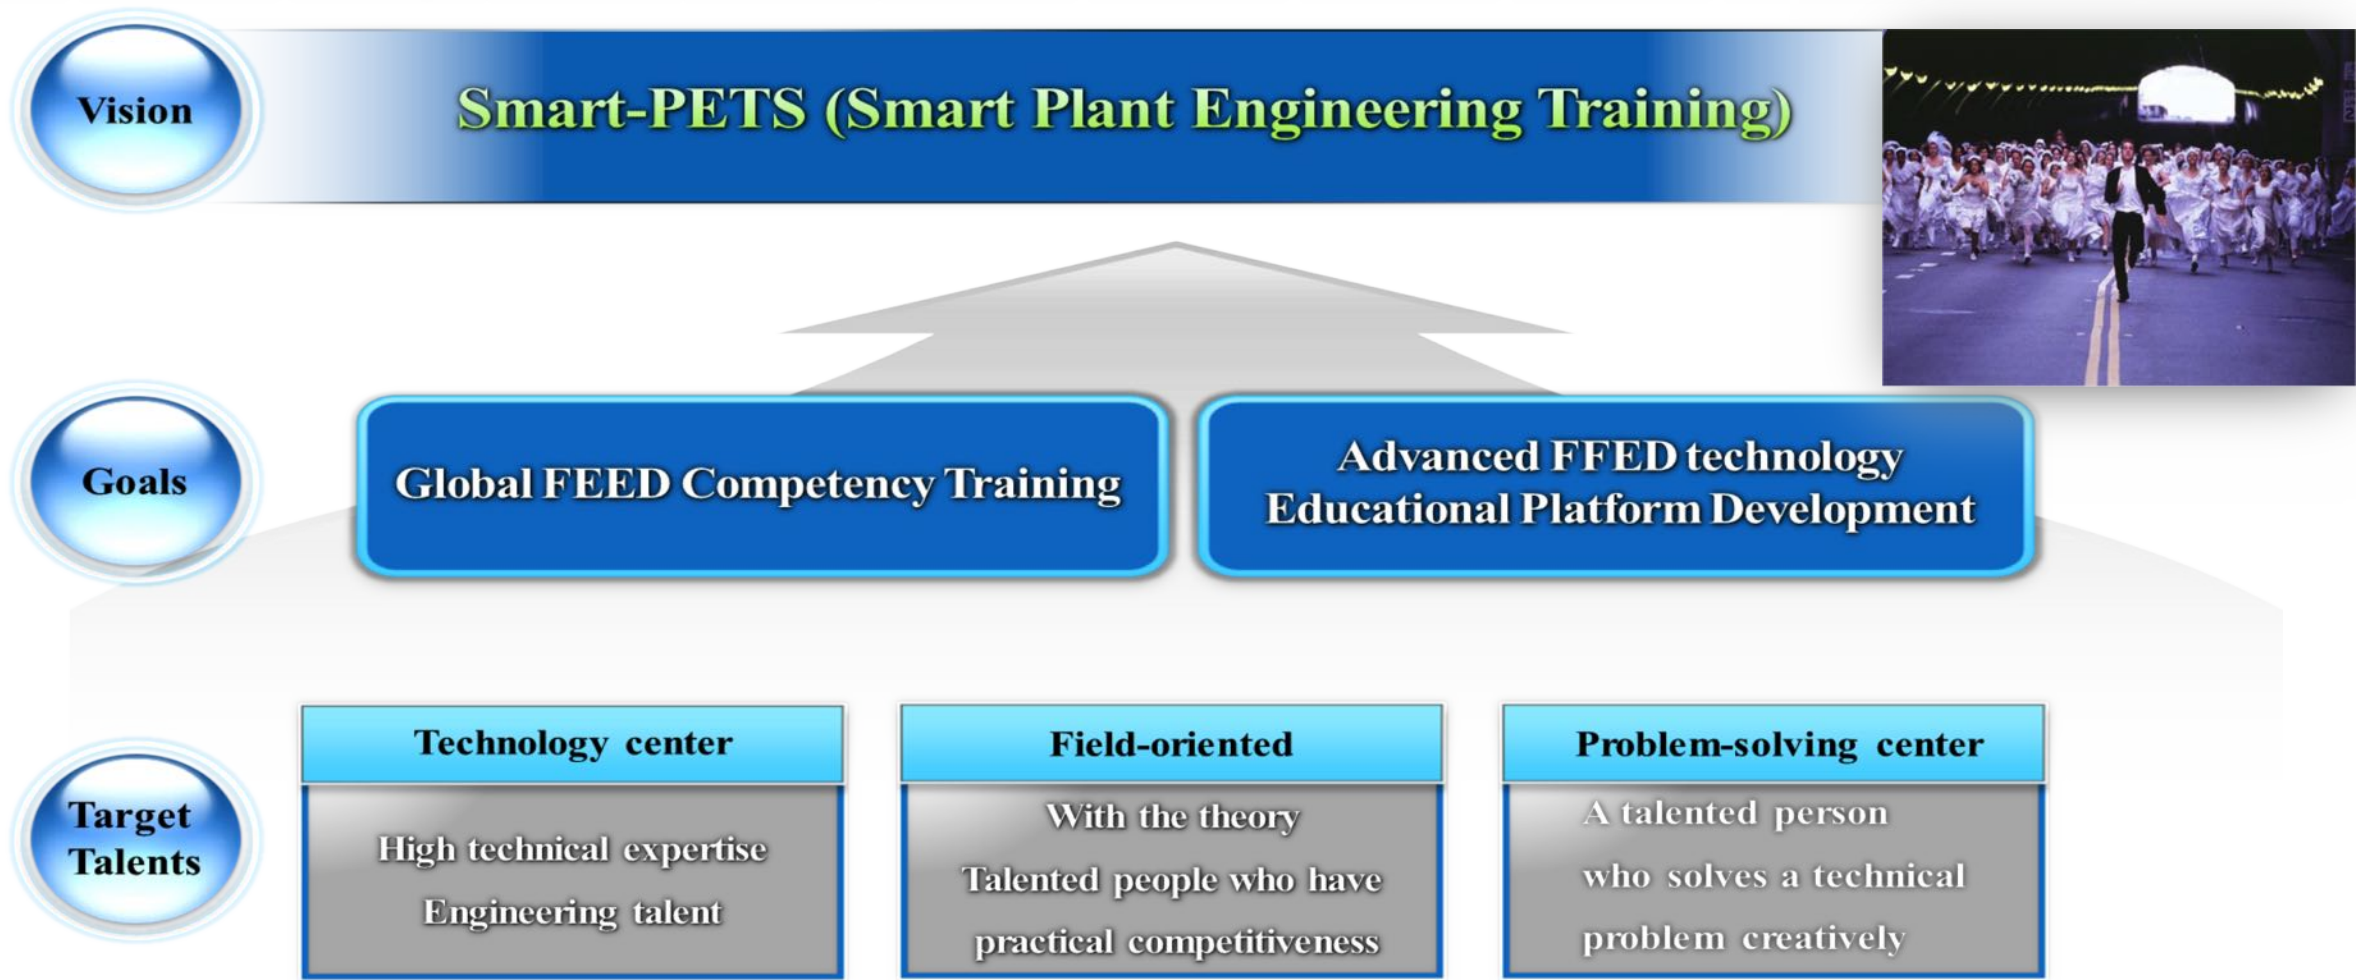 Vision
Smart-PETS (Smart Plant Engineering Training)
Goals
Global FEED Competency Training
Advanced FFED technology
Educational Platform Development
Target
Talents
Technology center
High technical expertise
Engineering talent
Field-oriented
With the theory
Talented people who have
practical competitiveness
Problem-solving center
A talented person
who solves a technical
problem creatively